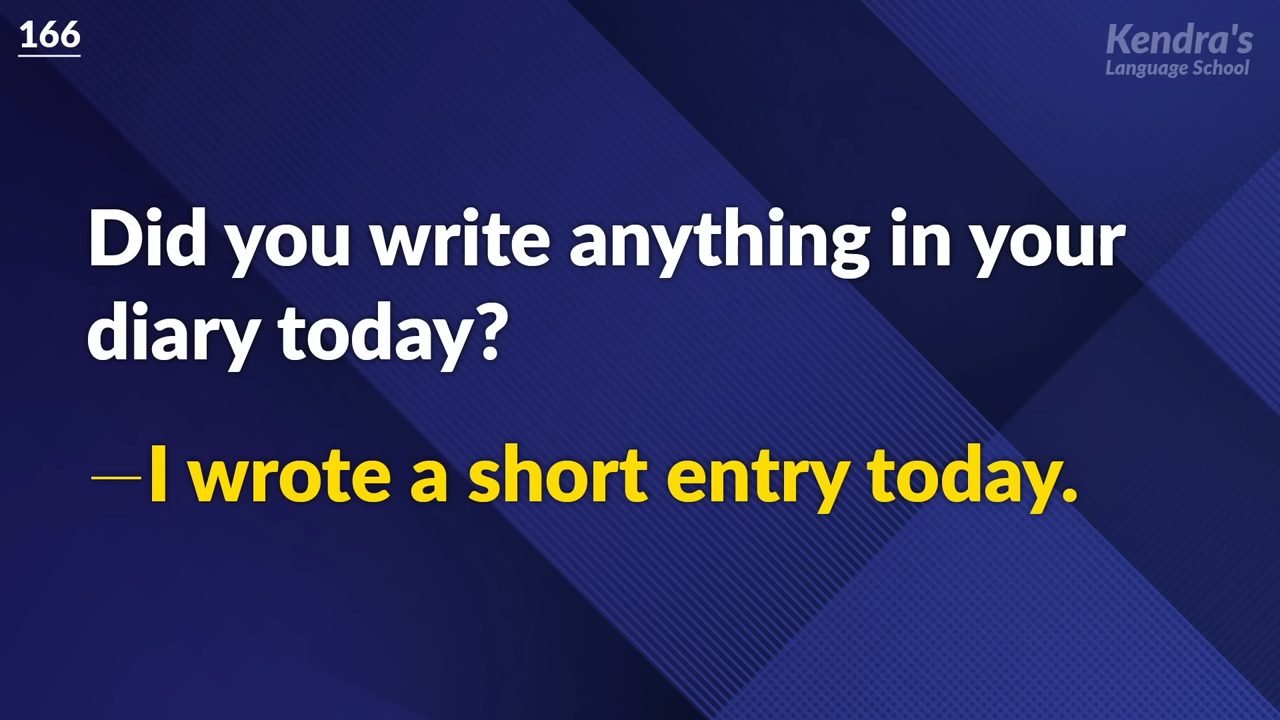 166
Kendra's
Language School
Did you write anything in your
diary today?
—I wrote a short entry today.